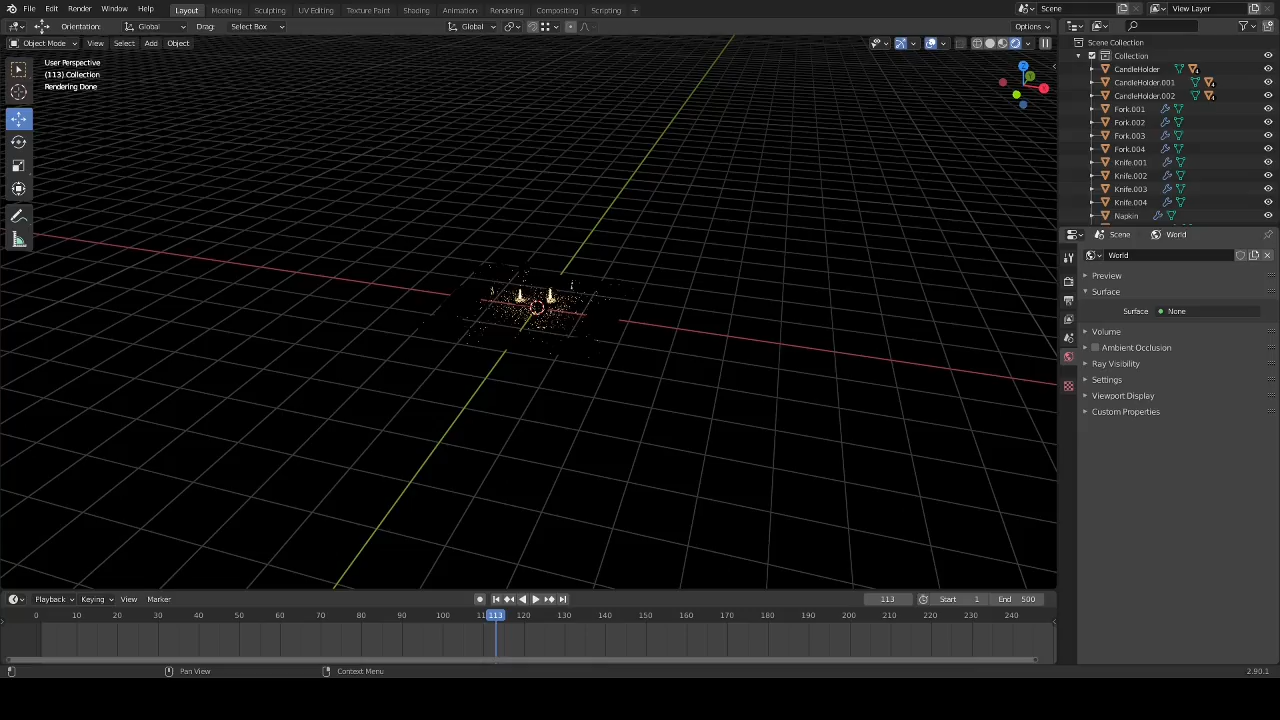 File Edit Render Window Help Layout Modeling Sculpting UV Editing Texture Paint Shading Animation Rendering Compositing Scripting + Scene View Layer
Orientation: Global Drag: Select Box Global Options
Object Mode View Select Add Object
User Perspective
(113) Collection
Rendering Done
Z
Y
X
Scene Collection
Collection
CandleHolder
CandleHolder.001
CandleHolder.002
Fork.001
Fork.002
Fork.003
Fork.004
Knife.001
Knife.002
Knife.003
Knife.004
Napkin
Scene World
World
Preview
Surface
Surface None
Volume
Ambient Occlusion
Ray Visibility
Settings
Viewport Display
Custom Properties
Playback Keying View Marker 113 Start 1 End 500
0 10 20 30 40 50 60 70 80 90 100 113 120 130 140 150 160 170 180 190 200 210 220 230 240
Pan View Context Menu 2.90.1